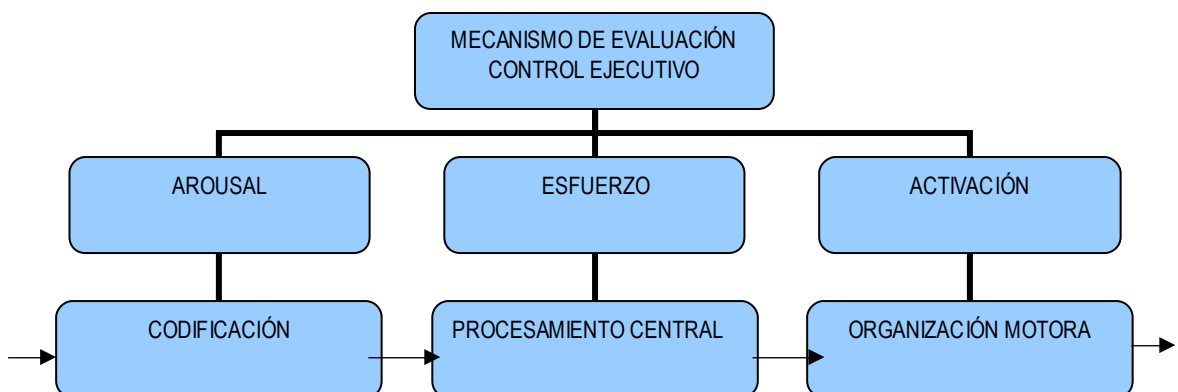 MECANISMO DE EVALUACIÓN
CONTROL EJECUTIVO
AROUSAL
ESFUERZO
ACTIVACIÓN
CODIFICACIÓN
PROCESAMIENTO CENTRAL
ORGANIZACIÓN MOTORA